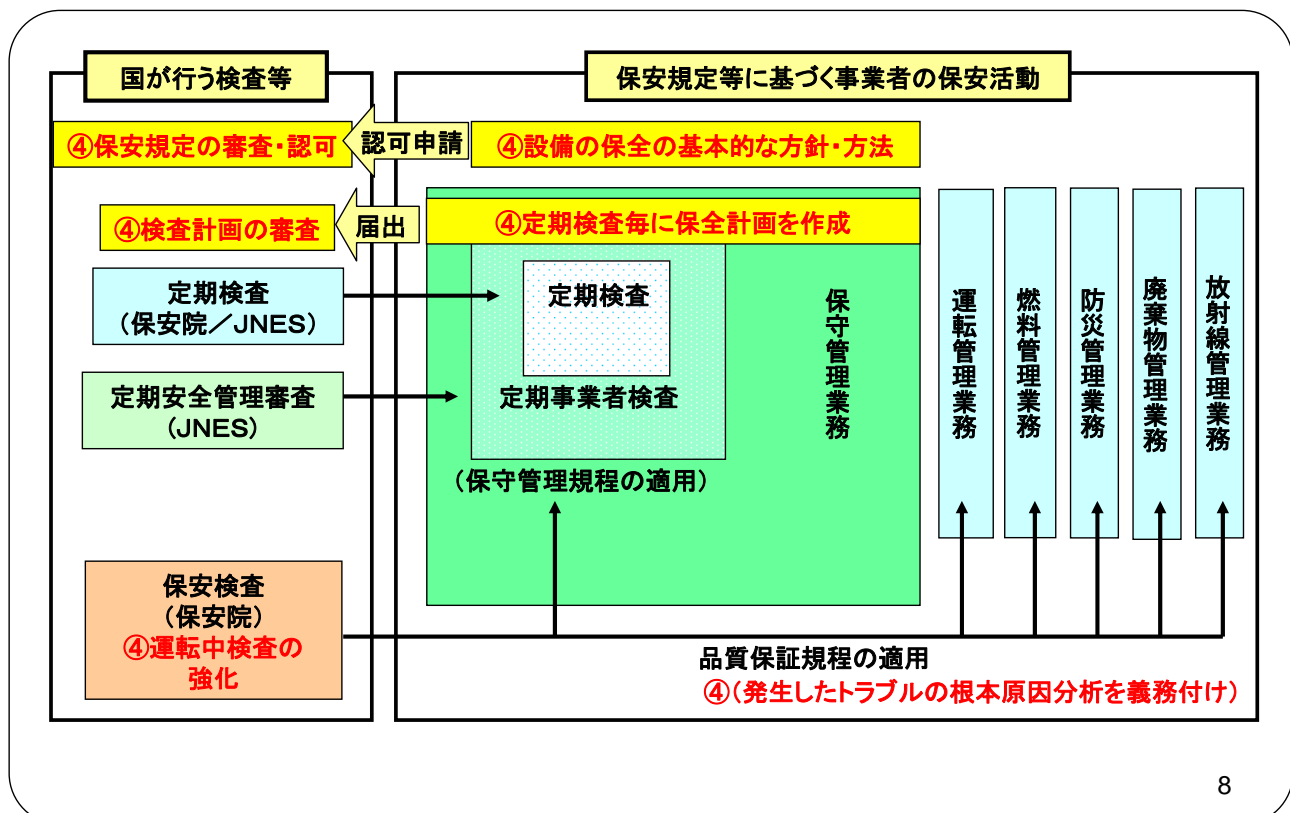 国が行う検査等
保安規定等に基づく事業者の保安活動
④保安規定の審査・認可
認可申請
④設備の保全の基本的な方針・方法
④検査計画の審査
届出
④定期検査毎に保全計画を作成
定期検査
(保安院/JNES)
定期検査
定期安全管理審査
(JNES)
定期事業者検査
(保守管理規程の適用)
保守管理業務
運転管理業務
燃料管理業務
防災管理業務
廃棄物管理業務
放射線管理業務
保安検査
(保安院)
④運転中検査の
強化
品質保証規程の適用
④(発生したトラブルの根本原因分析を義務付け)
8